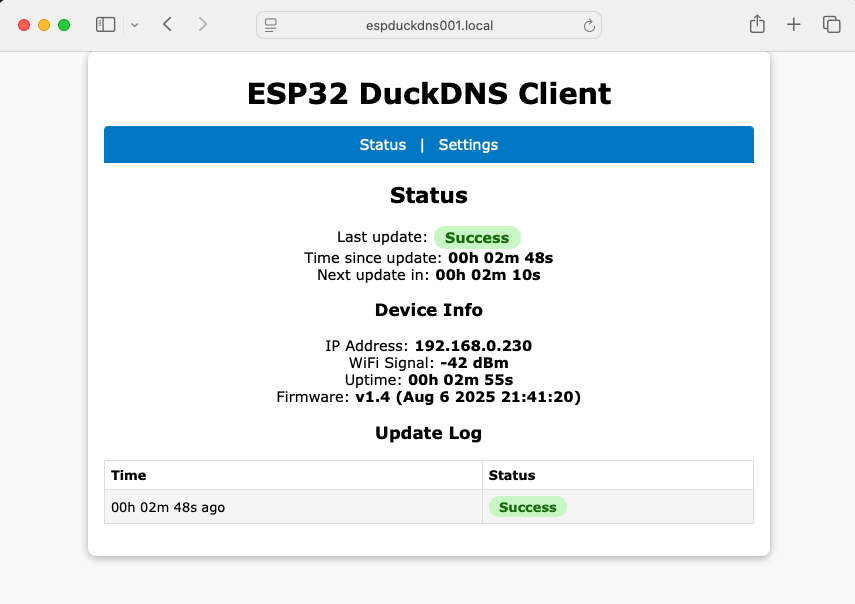 espduckdns001.local
ESP32 DuckDNS Client
Status | Settings
Status
Last update: Success
Time since update: 00h 02m 48s
Next update in: 00h 02m 10s
Device Info
IP Address: 192.168.0.230
WiFi Signal: -42 dBm
Uptime: 00h 02m 55s
Firmware: v1.4 (Aug 6 2025 21:41:20)
Update Log
Time Status
00h 02m 48s ago Success